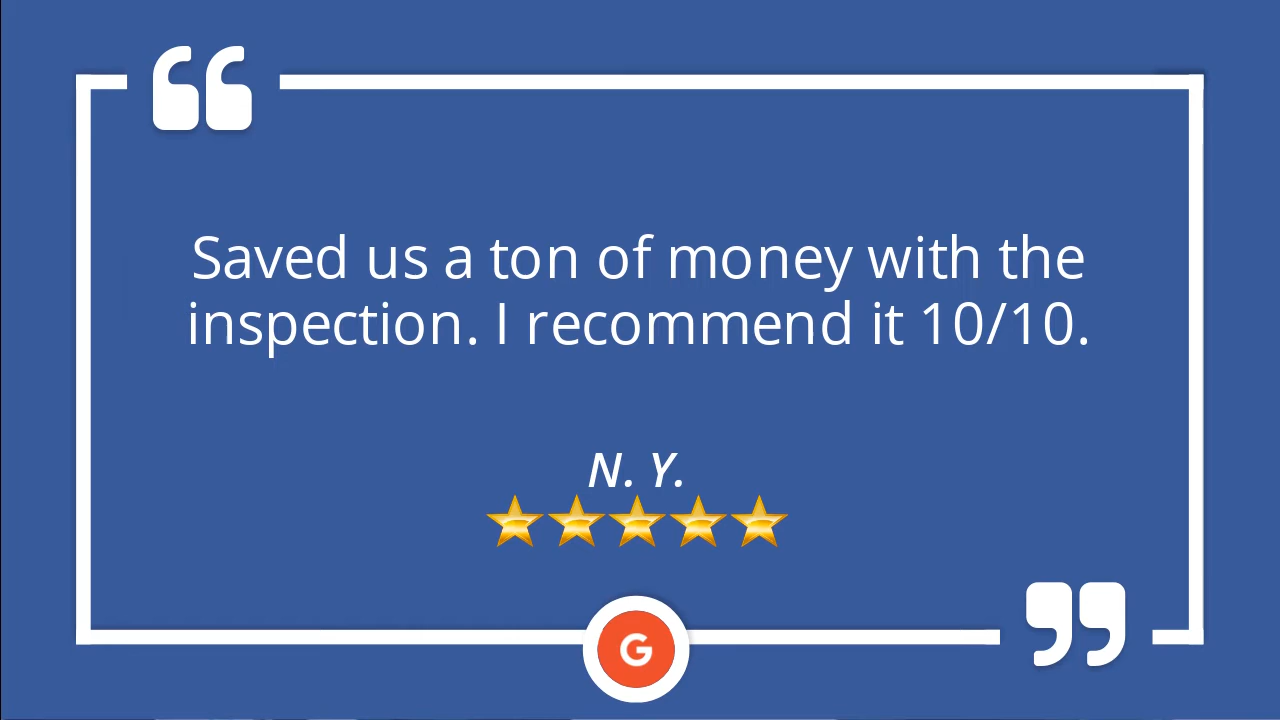 “
Saved us a ton of money with the
inspection. I recommend it 10/10.
N. Y.
G
”